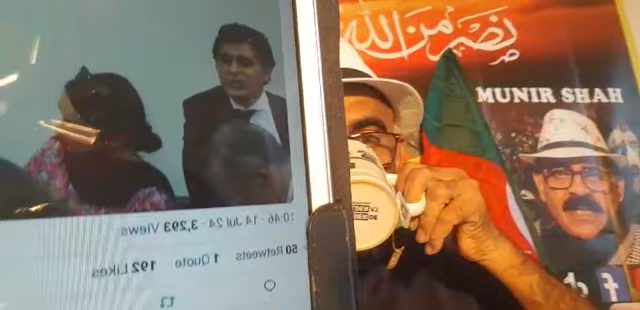 نصر من الله
MUNIR SHAH
10:46 · 14 Jul 24 · 3,293 Views
50 Retweets 1 Quote 192 Likes
f